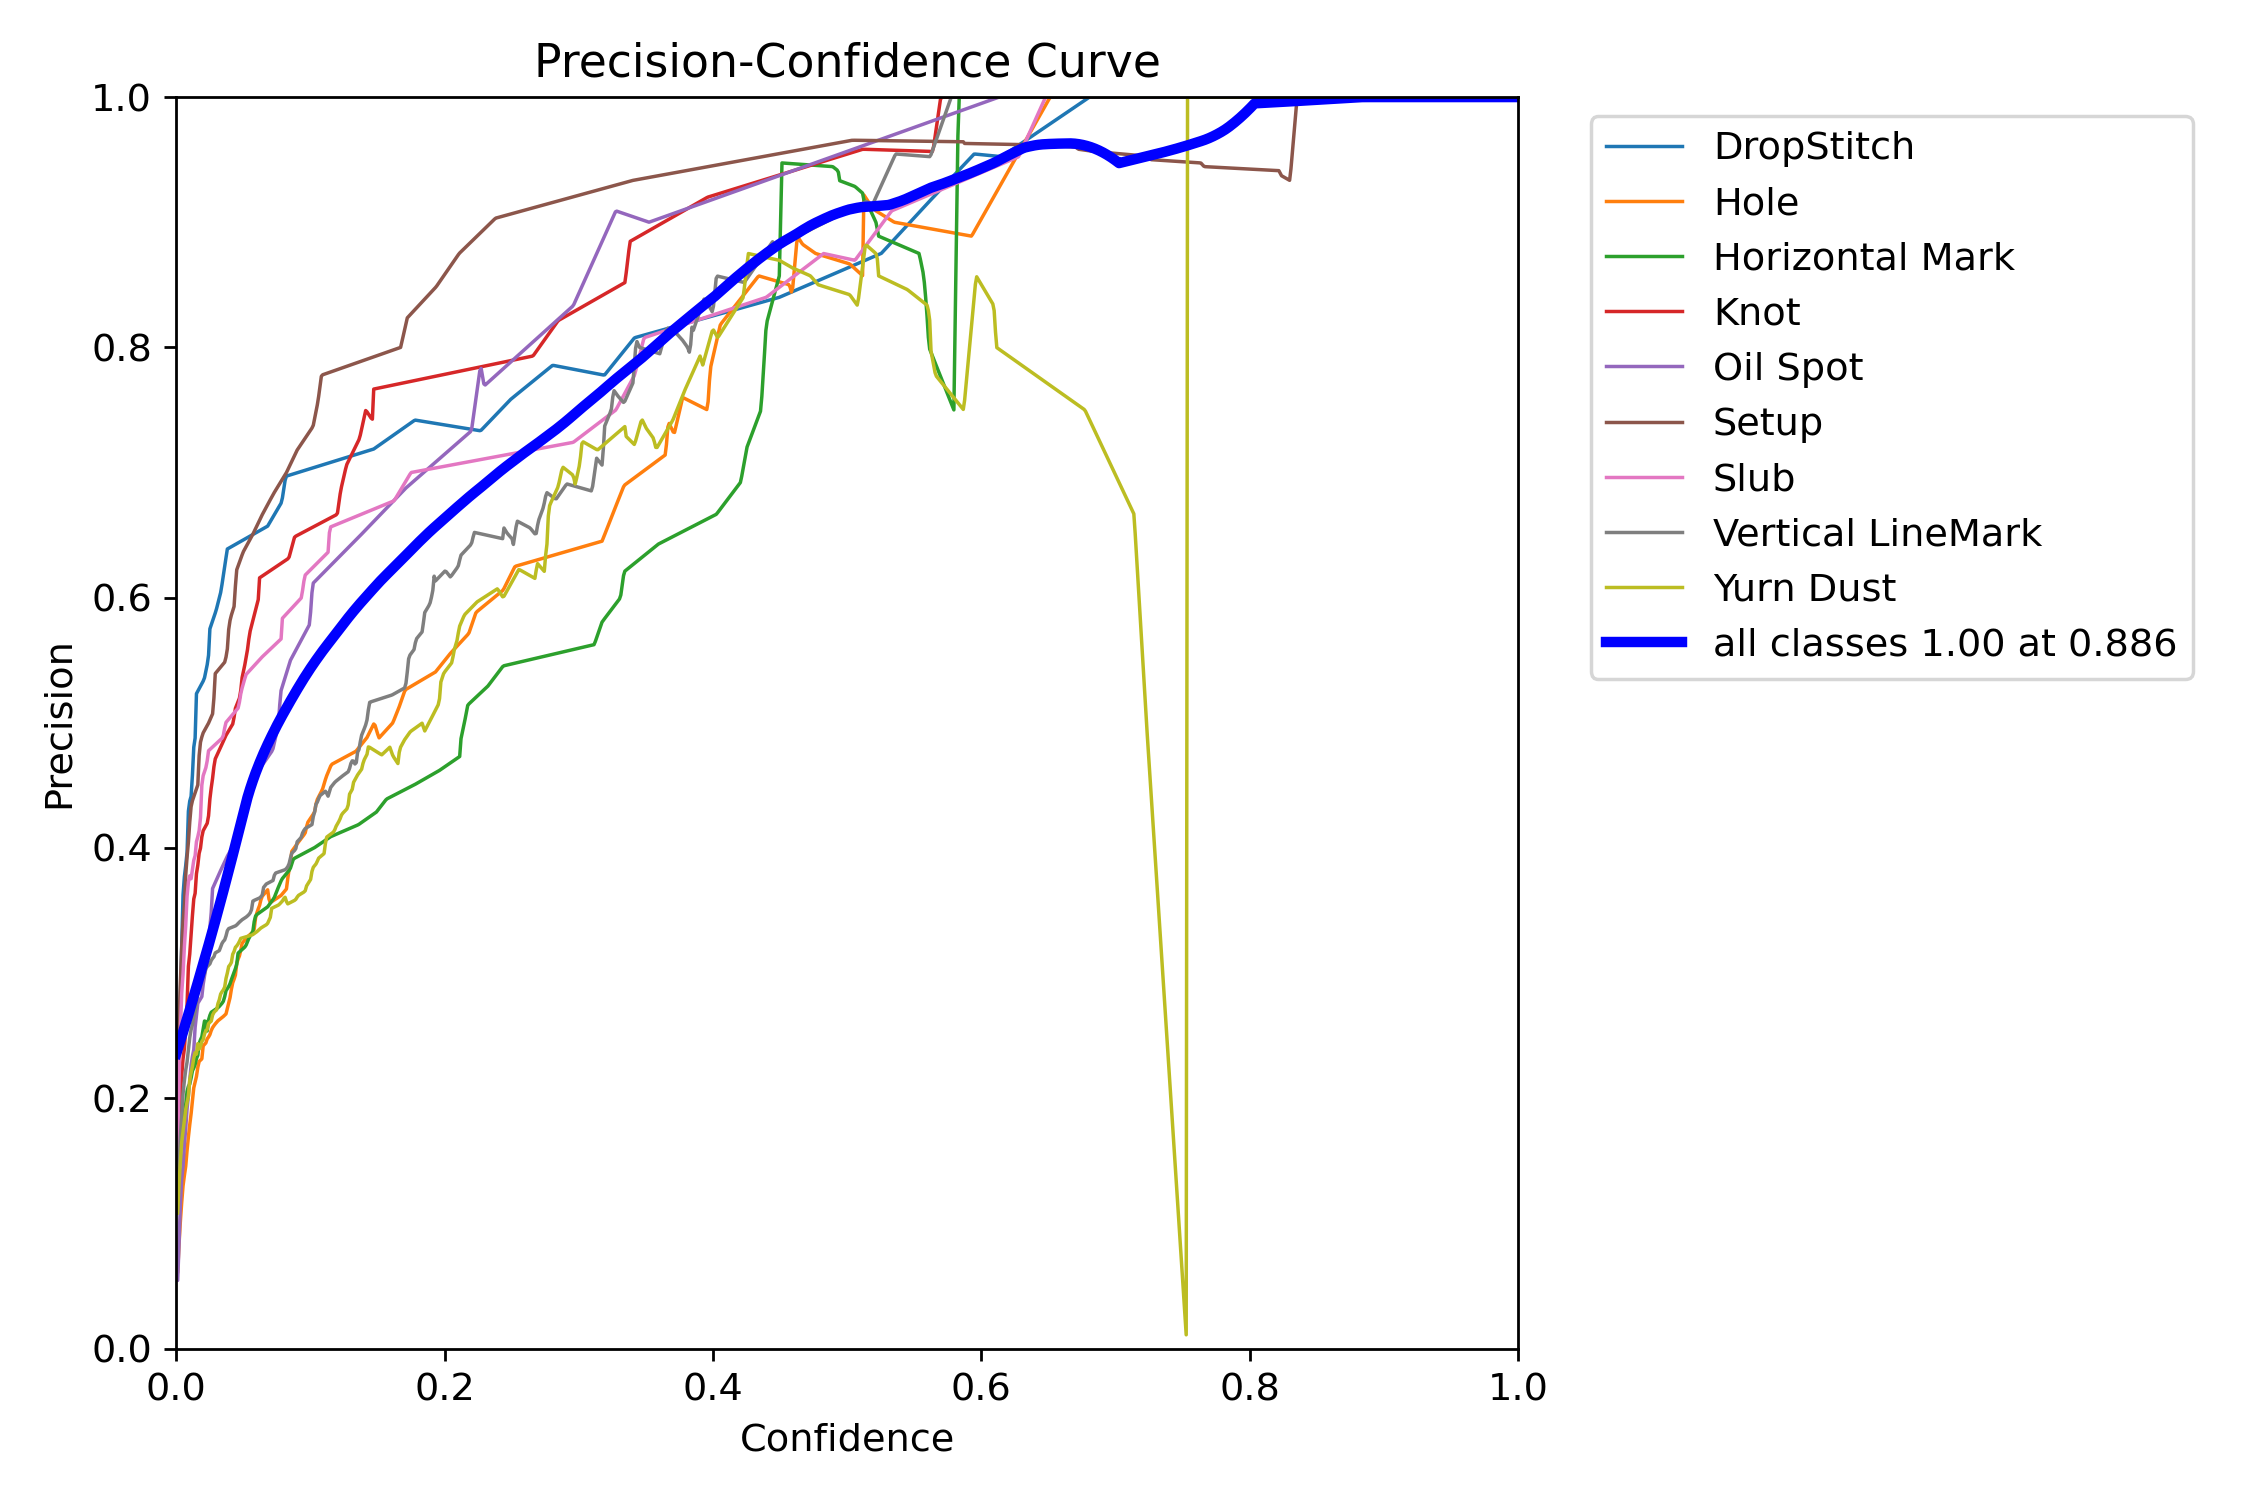 Precision-Confidence Curve
1.0
0.8
0.6
0.4
0.2
0.0
Precision
0.0 0.2 0.4 0.6 0.8 1.0
Confidence
DropStitch
Hole
Horizontal Mark
Knot
Oil Spot
Setup
Slub
Vertical LineMark
Yurn Dust
all classes 1.00 at 0.886